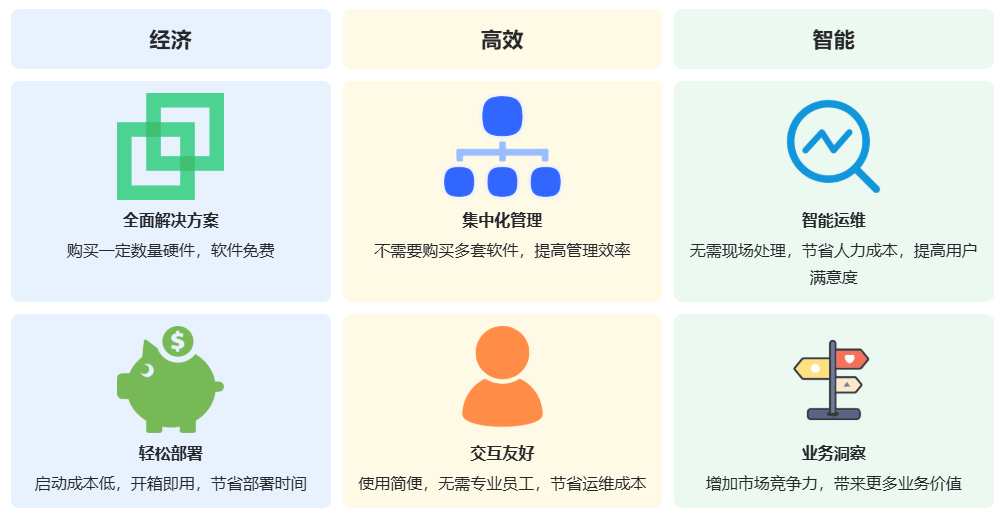 经济
高效
智能
全面解决方案
购买一定数量硬件，软件免费
集中化管理
不需要购买多套软件，提高管理效率
智能运维
无需现场处理，节省人力成本，提高用户
满意度
$
轻松部署
启动成本低，开箱即用，节省部署时间
交互友好
使用简便，无需专业员工，节省运维成本
业务洞察
增加市场竞争力，带来更多业务价值